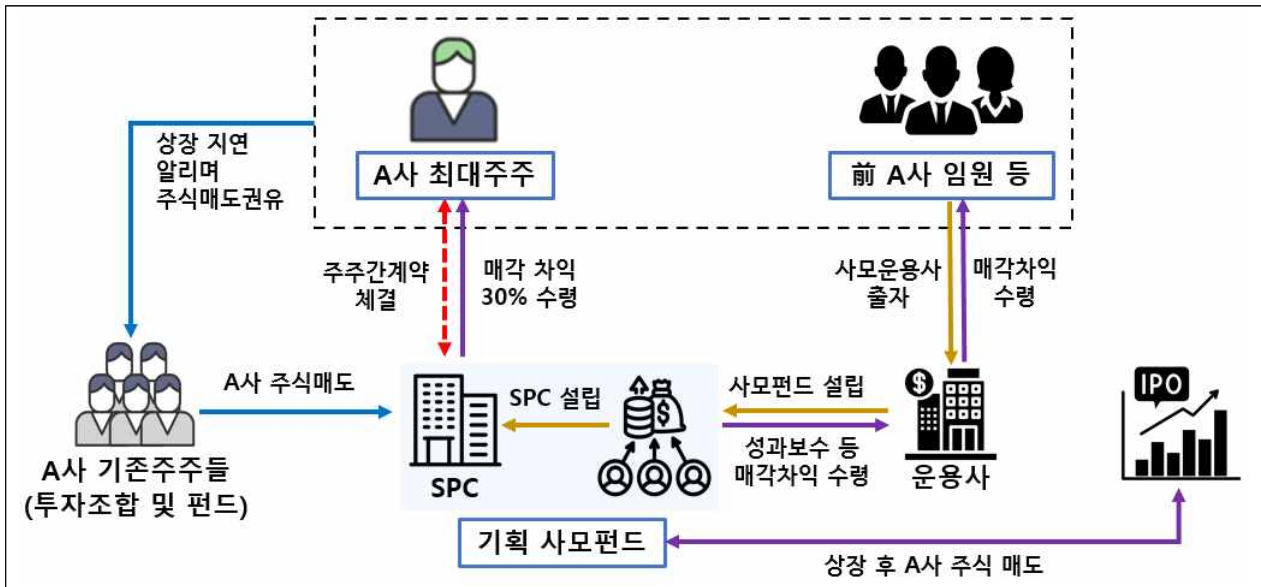 상장 지연
알리며
주식매도권유
A사 최대주주
前 A사 임원 등
주주간계약
체결
매각 차익
30% 수령
사모운용사
출자
매각차익
수령
A사 주식매도
SPC 설립
사모펀드 설립
성과보수 등
매각차익 수령
$
$
IPO
A사 기존주주들
(투자조합 및 펀드)
SPC
운용사
기획 사모펀드
상장 후 A사 주식 매도